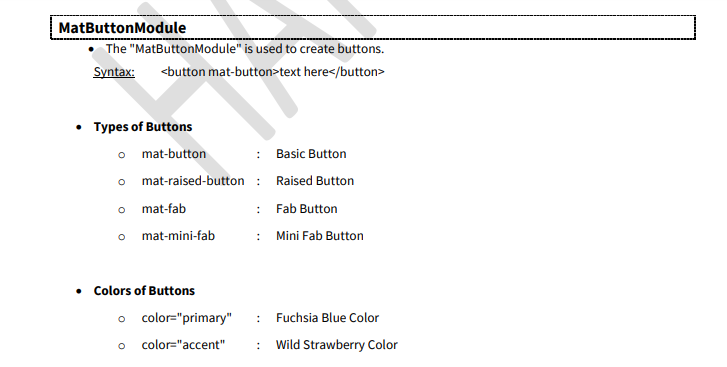 MatButtonModule
• The "MatButtonModule" is used to create buttons.
Syntax: <button mat-button>text here</button>
• Types of Buttons
o mat-button : Basic Button
o mat-raised-button : Raised Button
o mat-fab : Fab Button
o mat-mini-fab : Mini Fab Button
• Colors of Buttons
o color="primary" : Fuchsia Blue Color
o color="accent" : Wild Strawberry Color